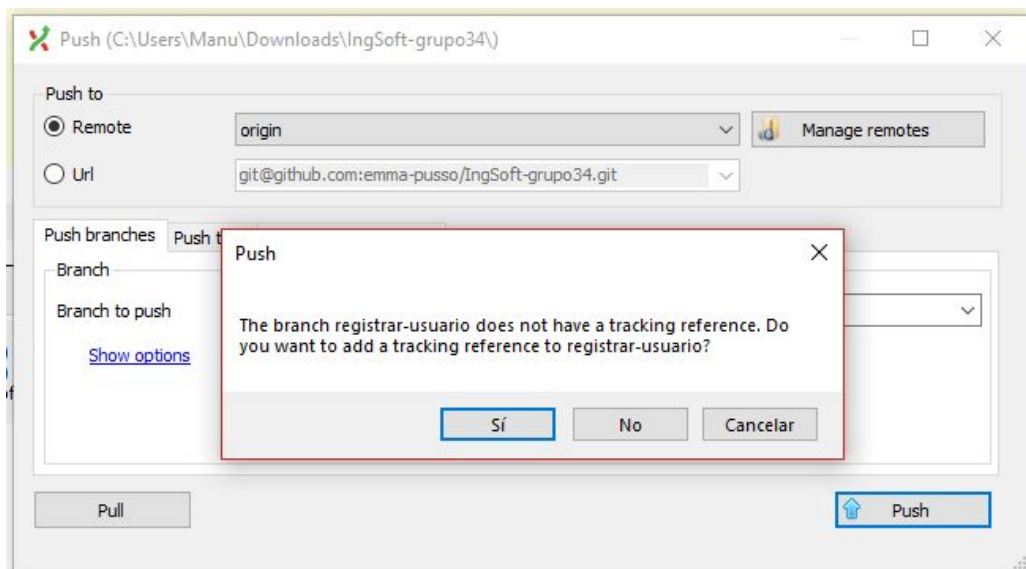 Push (C:\Users\Manu\Downloads\IngSoft-grupo34\)
Push to
Remote
origin
Manage remotes
Url
git@github.com:emma-pusso/IngSoft-grupo34.git
Push branches
Push t
Branch
Branch to push
Show options
Push
The branch registrar-usuario does not have a tracking reference. Do
you want to add a tracking reference to registrar-usuario?
Sí
No
Cancelar
Pull
Push